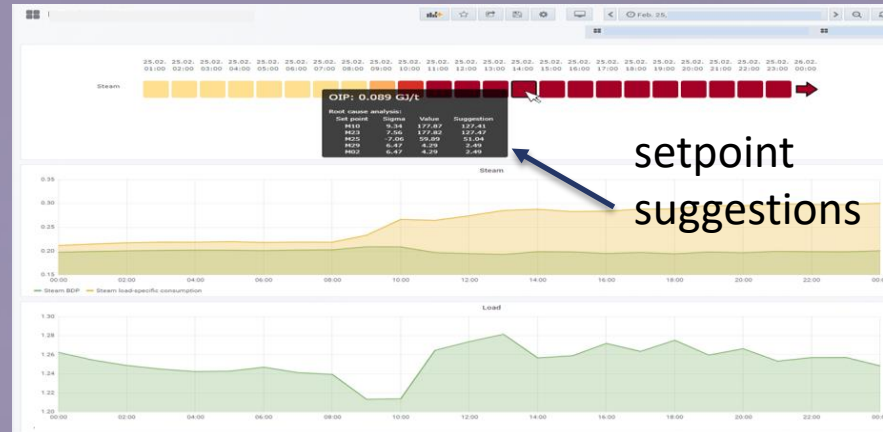 Feb. 25,
25.02. 25.02. 25.02. 25.02. 25.02. 25.02. 25.02. 25.02. 25.02. 25.02. 25.02. 25.02. 25.02. 25.02. 25.02. 25.02. 25.02. 25.02. 25.02. 25.02. 25.02. 25.02. 25.02. 26.02.
01:00 02:00 03:00 04:00 05:00 06:00 07:00 08:00 09:00 10:00 11:00 12:00 13:00 14:00 15:00 16:00 17:00 18:00 19:00 20:00 21:00 22:00 23:00 00:00
Steam
OIP: 0.089 GJ/t
Root cause analysis:
Set point Sigma Value Suggestion
M10 9.34 177.87 127.41
M23 7.56 177.82 127.47
M25 -7.06 59.89 51.04
M29 6.47 4.29 2.49
M02 6.47 4.29 2.49
setpoint
suggestions
Steam
0.35
0.30
0.25
0.20
0.15
00:00 02:00 04:00 06:00 08:00 10:00 12:00 14:00 16:00 18:00 20:00 22:00
Steam BDP Steam load-specific consumption
Load
1.30
1.28
1.26
1.24
1.22
1.20
00:00 02:00 04:00 06:00 08:00 10:00 12:00 14:00 16:00 18:00 20:00 22:00